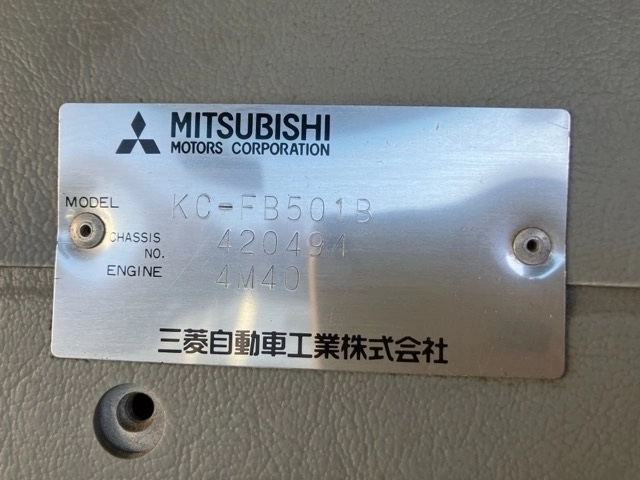 MITSUBISHI
MOTORS CORPORATION
MODEL KC-FB501B
CHASSIS NO. 420494
ENGINE 4M40
三菱自動車工業株式会社